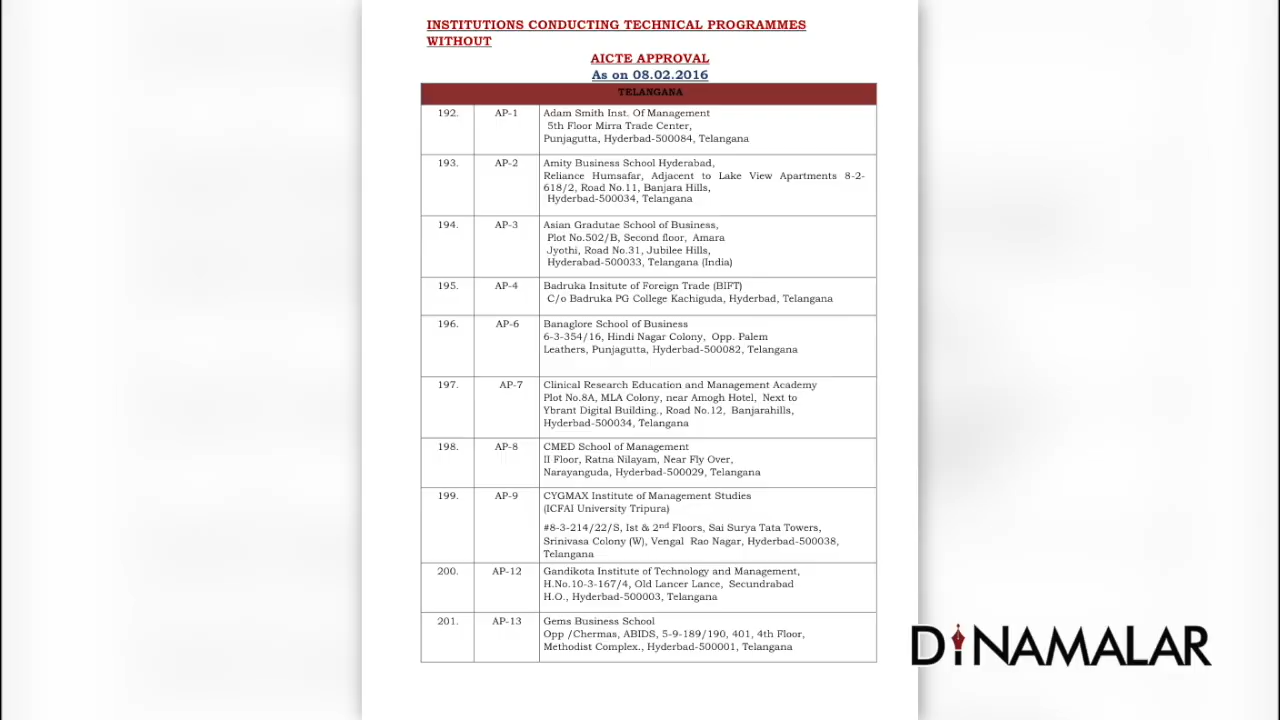 INSTITUTIONS CONDUCTING TECHNICAL PROGRAMMES
WITHOUT
AICTE APPROVAL
As on 08.02.2016
TELANGANA
192. AP-1 Adam Smith Inst. Of Management
5th Floor Mirra Trade Center,
Punjagutta, Hyderbad-500084, Telangana
193. AP-2 Amity Business School Hyderabad,
Reliance Humsafar, Adjacent to Lake View Apartments 8-2-
618/2, Road No.11, Banjara Hills,
Hyderbad-500034, Telangana
194. AP-3 Asian Gradutae School of Business,
Plot No.502/B, Second floor, Amara
Jyothi, Road No.31, Jubilee Hills,
Hyderabad-500033, Telangana (India)
195. AP-4 Badruka Insitute of Foreign Trade (BIFT)
C/o Badruka PG College Kachiguda, Hyderbad, Telangana
196. AP-6 Banaglore School of Business
6-3-354/16, Hindi Nagar Colony, Opp. Palem
Leathers, Punjagutta, Hyderbad-500082, Telangana
197. AP-7 Clinical Research Education and Management Academy
Plot No.8A, MLA Colony, near Amogh Hotel, Next to
Ybrant Digital Building., Road No.12, Banjarahills,
Hyderbad-500034, Telangana
198. AP-8 CMED School of Management
II Floor, Ratna Nilayam, Near Fly Over,
Narayanguda, Hyderbad-500029, Telangana
199. AP-9 CYGMAX Institute of Management Studies
(ICFAI University Tripura)
#8-3-214/22/S, Ist & 2nd Floors, Sai Surya Tata Towers,
Srinivasa Colony (W), Vengal Rao Nagar, Hyderbad-500038,
Telangana
200. AP-12 Gandikota Institute of Technology and Management,
H.No.10-3-167/4, Old Lancer Lance, Secundrabad
H.O., Hyderbad-500003, Telangana
201. AP-13 Gems Business School
Opp /Chermas, ABIDS, 5-9-189/190, 401, 4th Floor,
Methodist Complex., Hyderbad-500001, Telangana
DINAMALAR